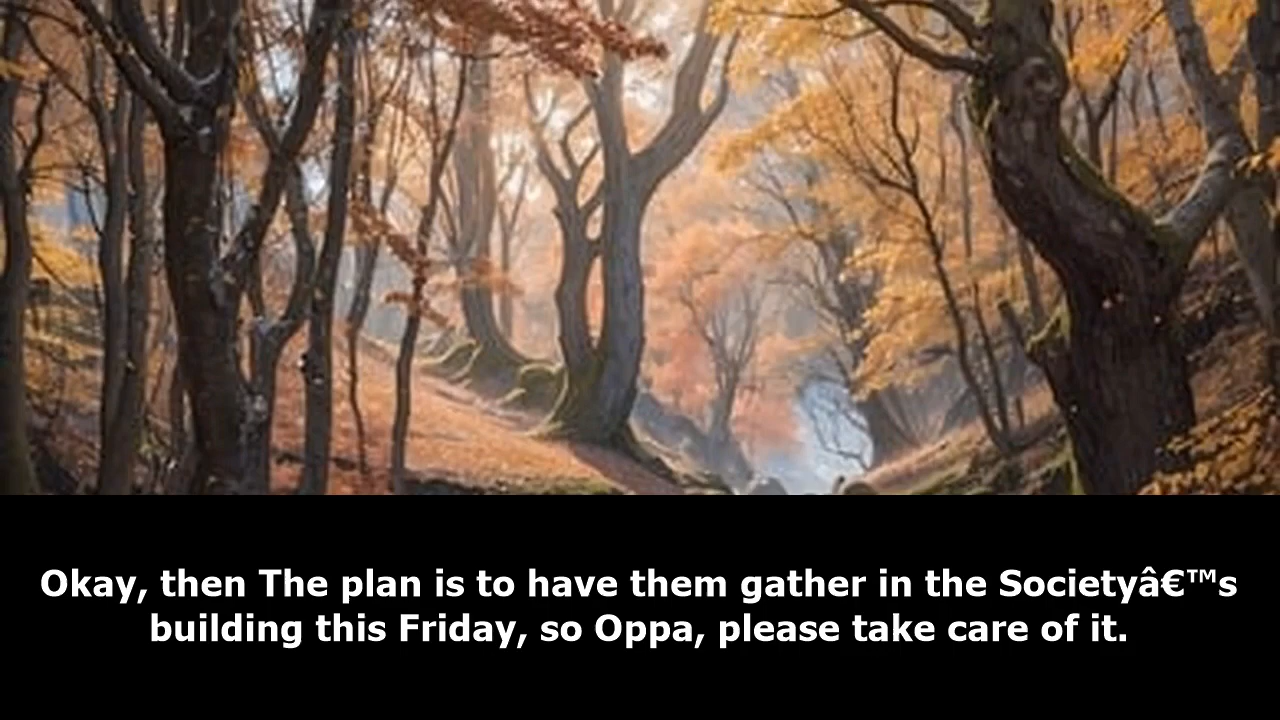 Okay, then The plan is to have them gather in the Societyâ€™s
building this Friday, so Oppa, please take care of it.